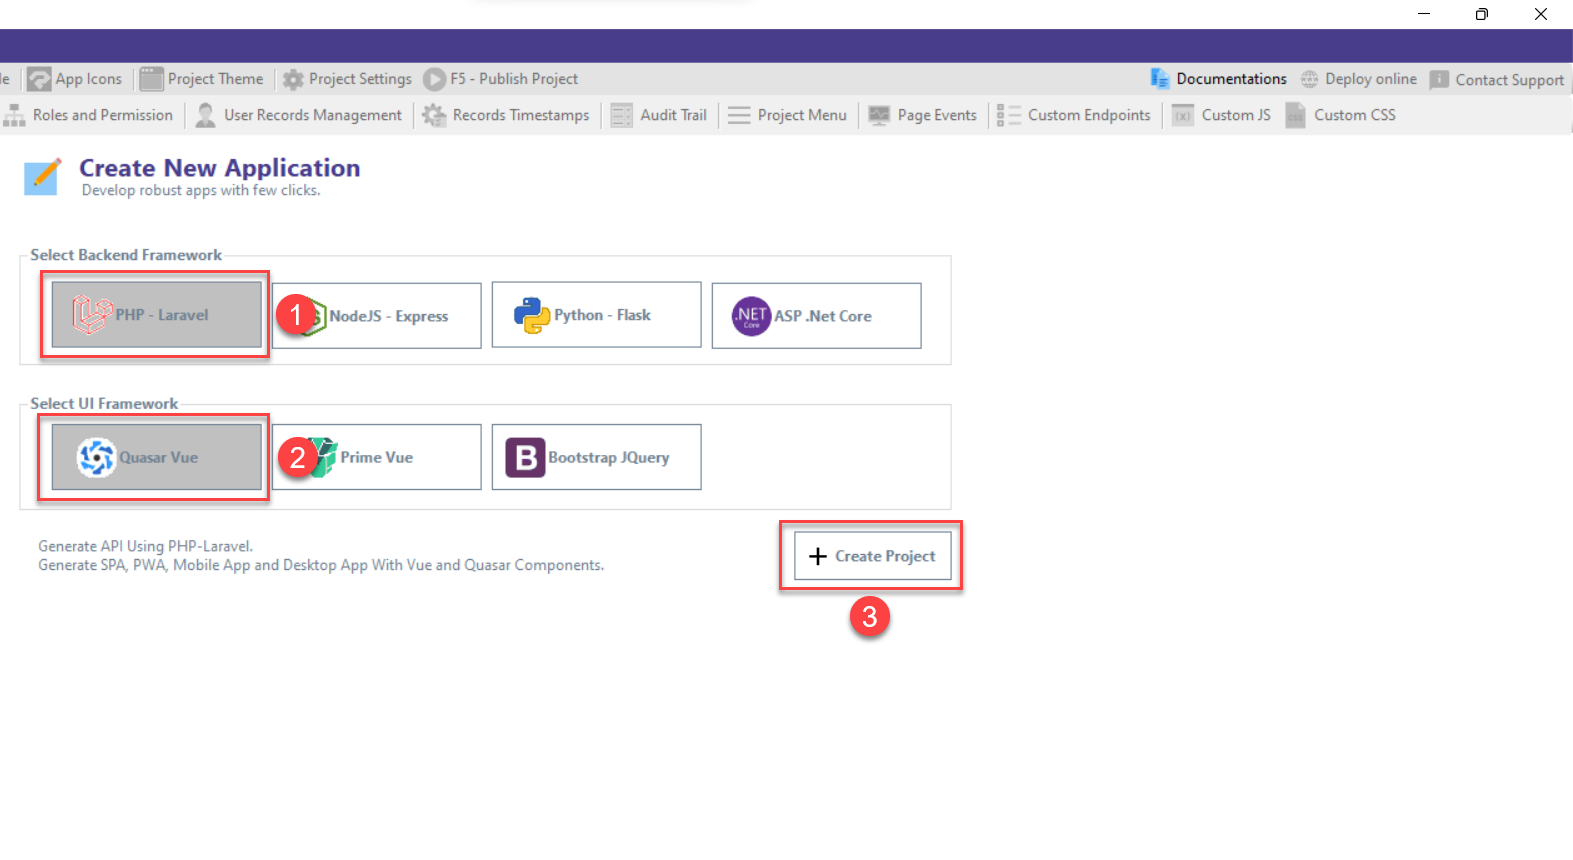 App Icons Project Theme Project Settings F5 - Publish Project Documentations Deploy online Contact Support
Roles and Permission User Records Management Records Timestamps Audit Trail Project Menu Page Events Custom Endpoints Custom JS Custom CSS
Create New Application
Develop robust apps with few clicks.
Select Backend Framework
PHP - Laravel 1 NodeJS - Express Python - Flask .NET Core ASP .Net Core
Select UI Framework
Quasar Vue 2 Prime Vue B Bootstrap JQuery
Generate API Using PHP-Laravel.
Generate SPA, PWA, Mobile App and Desktop App With Vue and Quasar Components.
+ Create Project
3